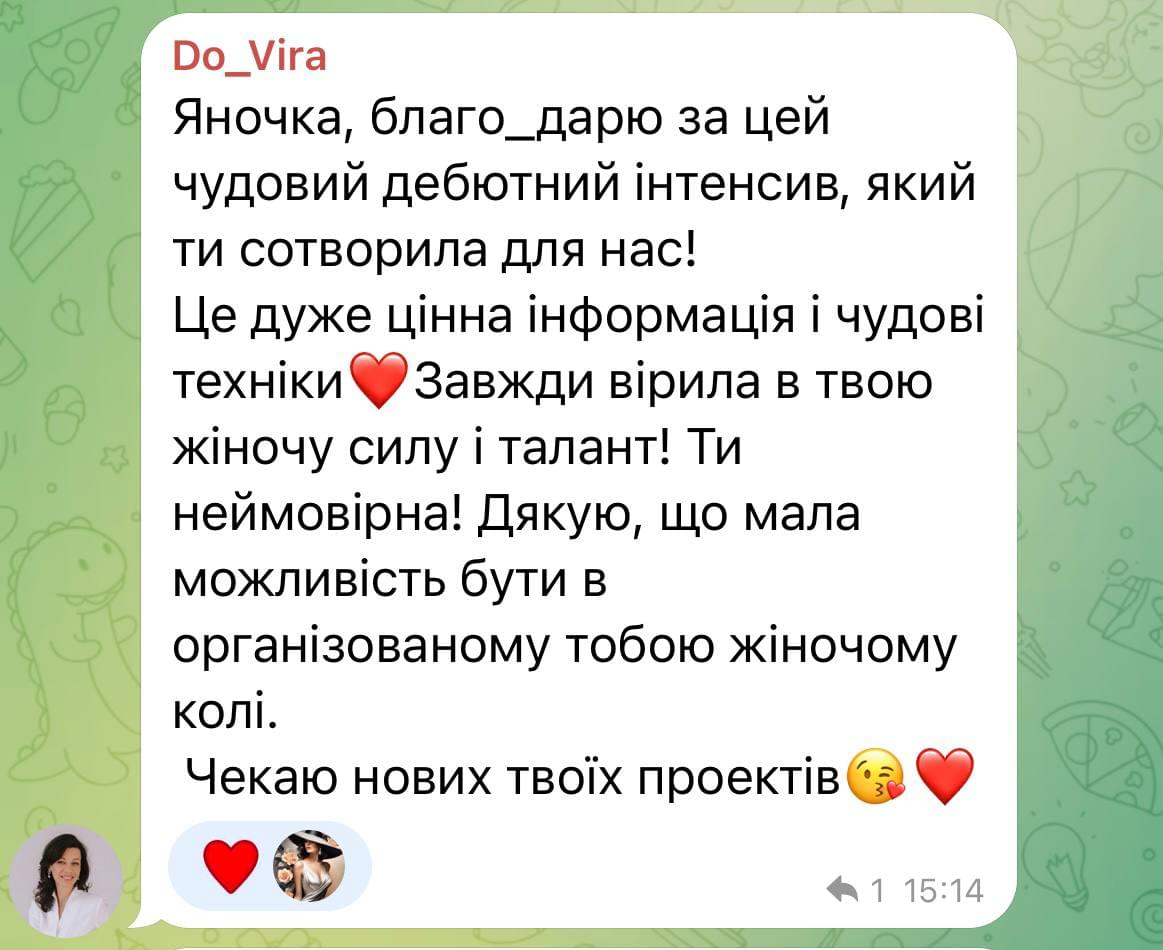 Do_Vira
Яночка, благо_дарю за цей
чудовий дебютний інтенсив, який
ти сотворила для нас!
Це дуже цінна інформація і чудові
техніки❤️Завжди вірила в твою
жіночу силу і талант! Ти
неймовірна! Дякую, що мала
можливість бути в
організованому тобою жіночому
колі.
Чекаю нових твоїх проектів😘❤️
1 15:14